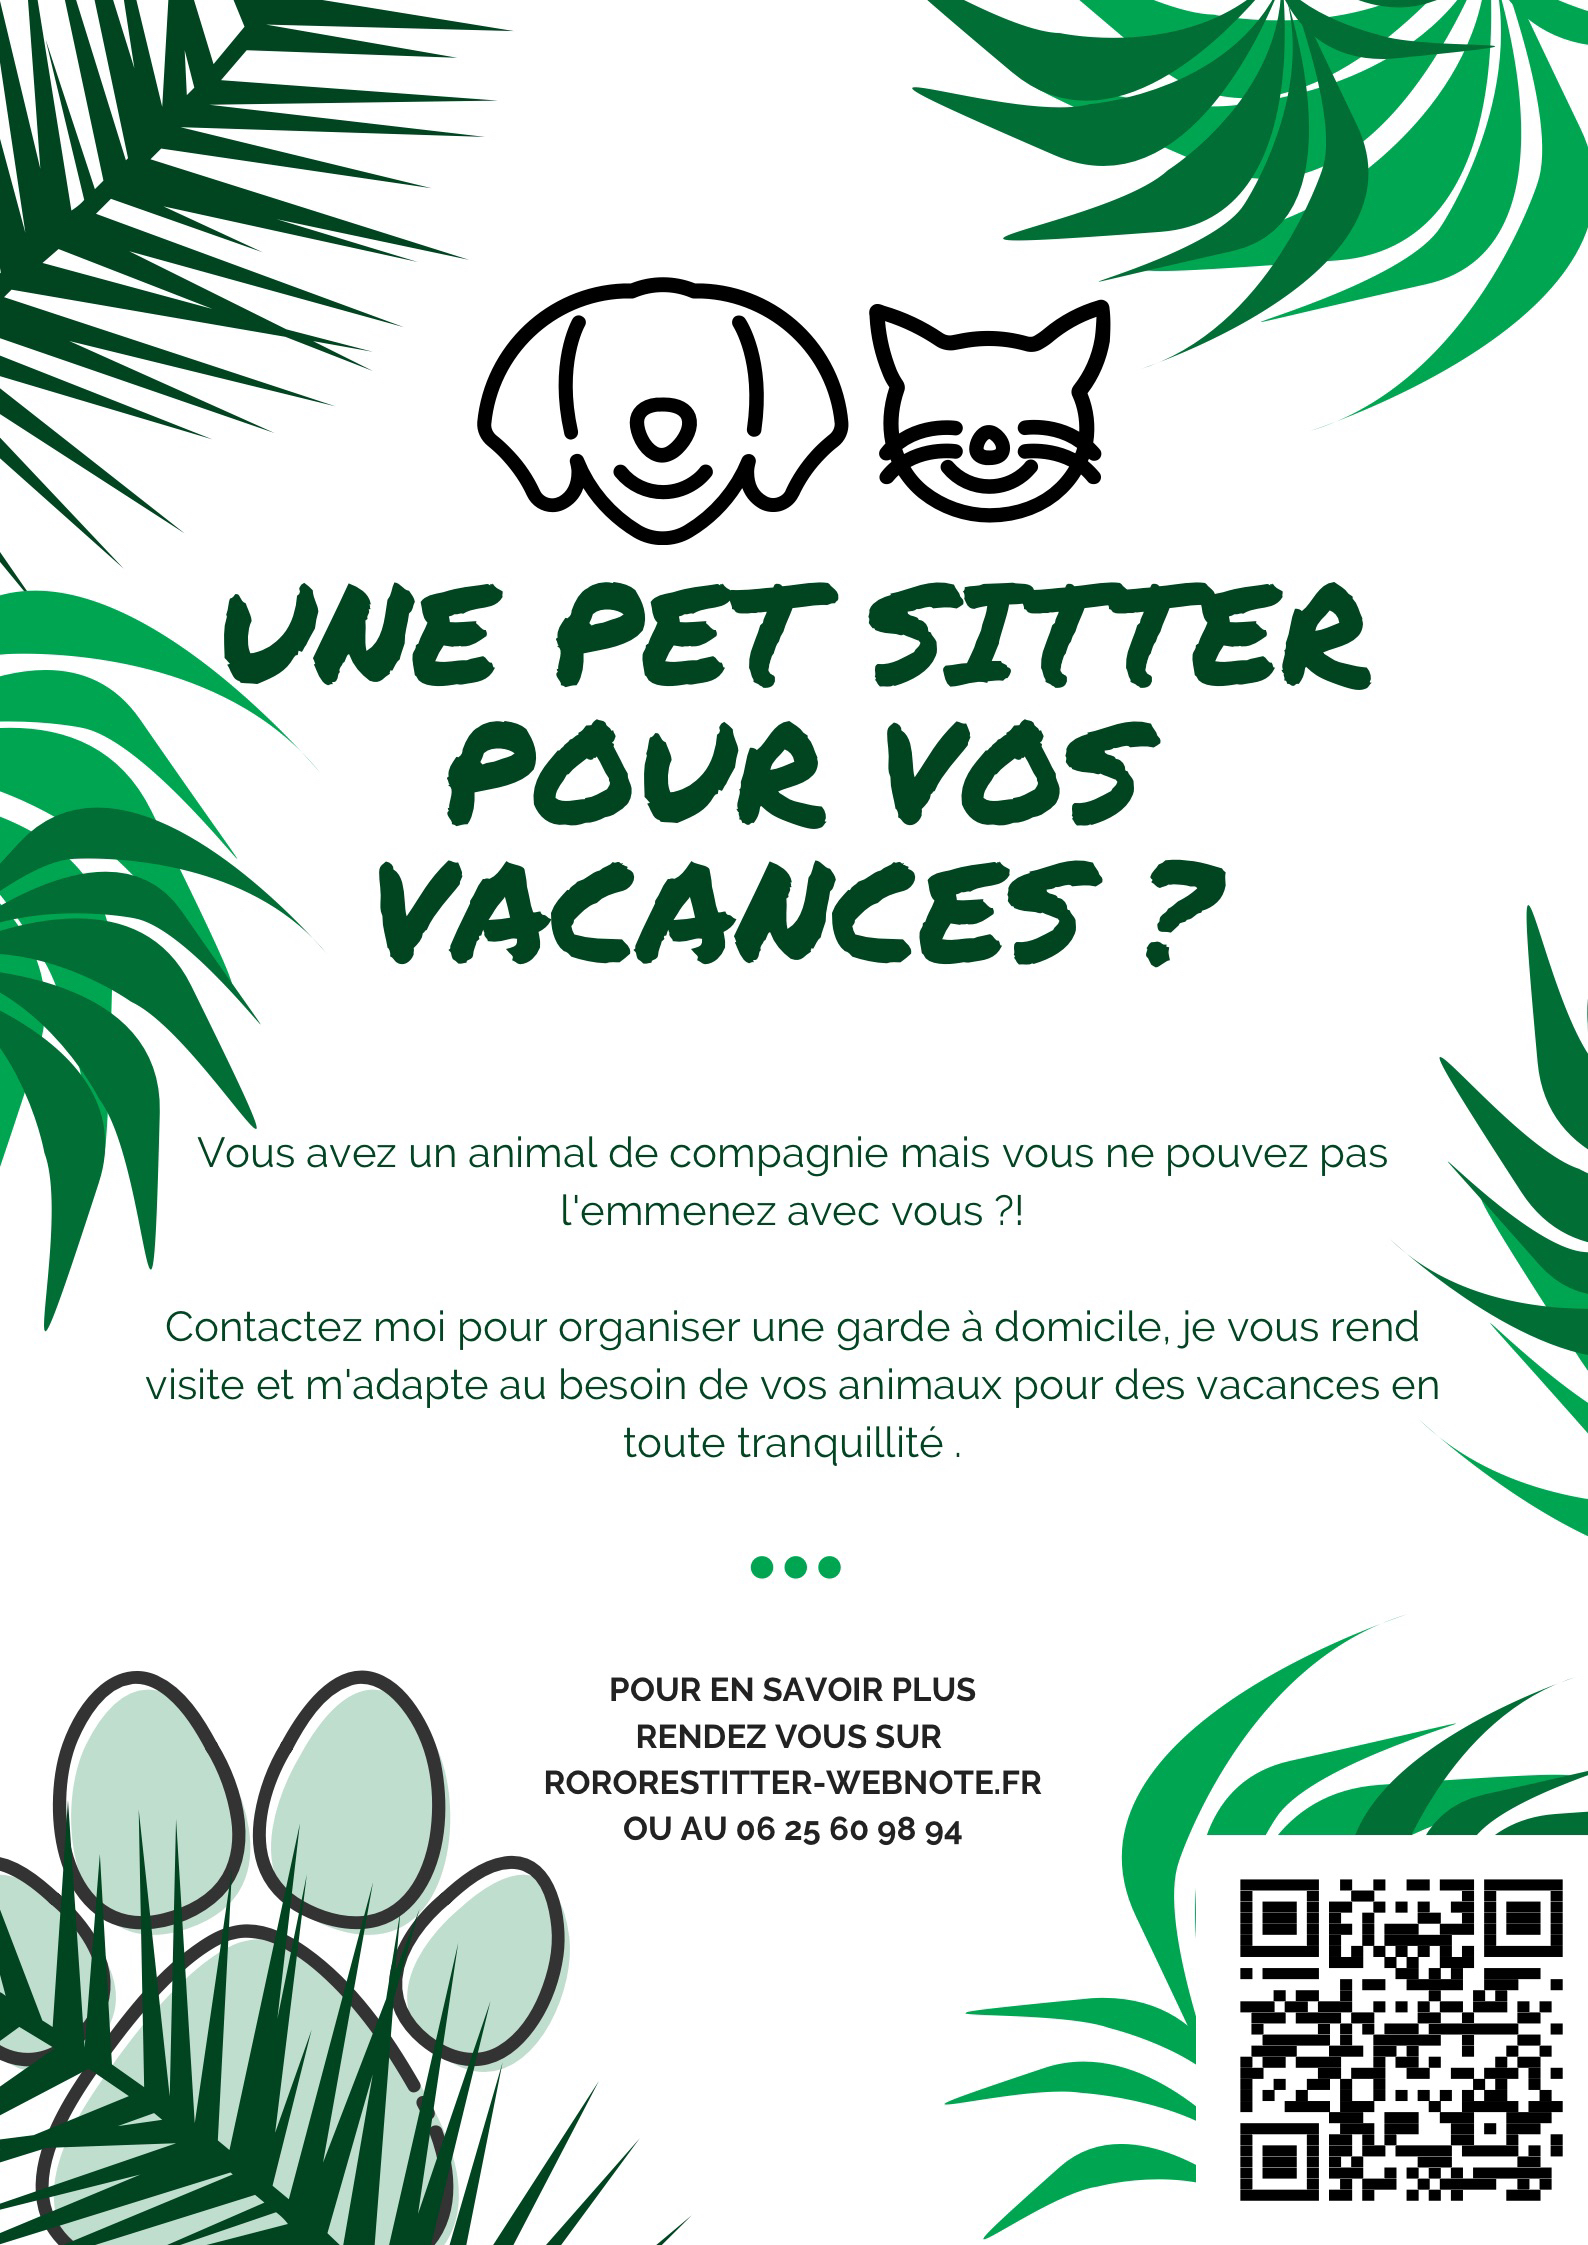 UNE PET SITTER
POUR VOS
VACANCES ?
Vous avez un animal de compagnie mais vous ne pouvez pas
l'emmenez avec vous ?!
Contactez moi pour organiser une garde à domicile, je vous rend
visite et m'adapte au besoin de vos animaux pour des vacances en
toute tranquillité .
POUR EN SAVOIR PLUS
RENDEZ VOUS SUR
RORORESTITTER-WEBNOTE.FR
OU AU 06 25 60 98 94